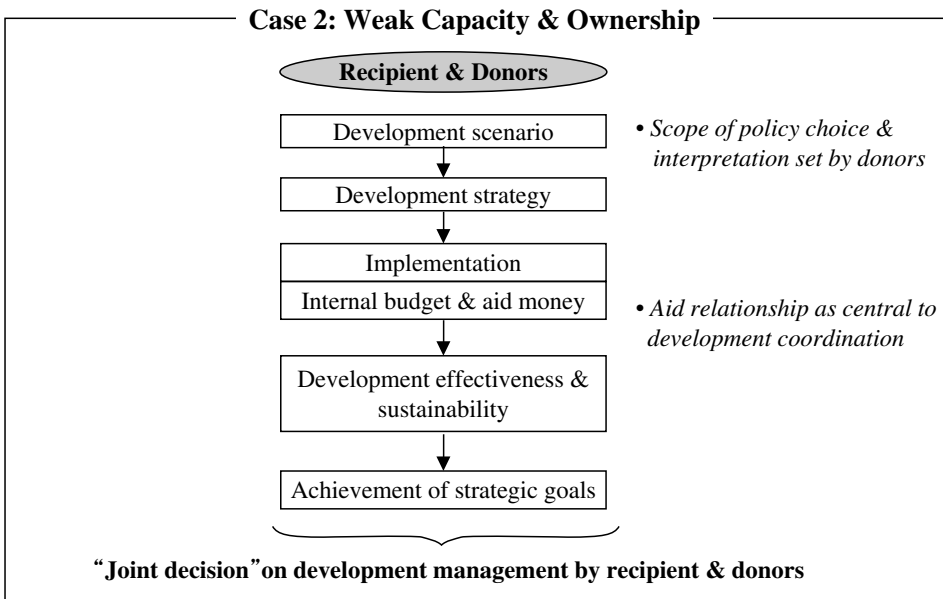 Case 2: Weak Capacity & Ownership
Recipient & Donors
Development scenario
• Scope of policy choice &
interpretation set by donors
Development strategy
Implementation
Internal budget & aid money
• Aid relationship as central to
development coordination
Development effectiveness &
sustainability
Achievement of strategic goals
“Joint decision”on development management by recipient & donors